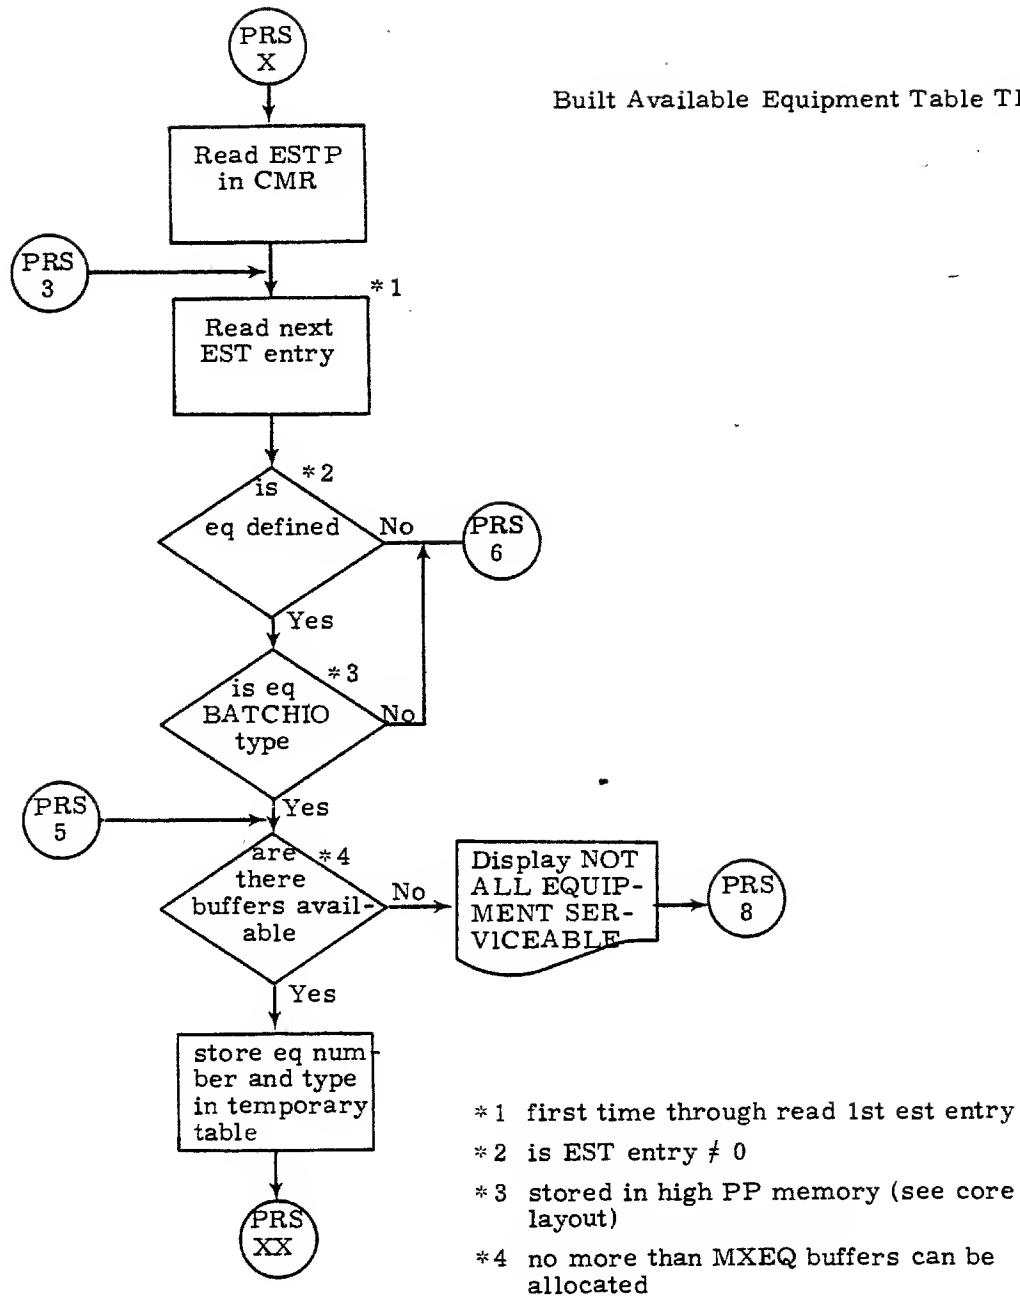 PRS
X
Built Available Equipment Table
Read ESTP
in CMR
PRS
3
*1
Read next
EST entry
*2
is
eq defined
No
PRS
6
Yes
*3
is eq
BATCHIO
type
No
PRS
5
Yes
are *4
there
buffers avail-
able
No
Display NOT
ALL EQUIP-
MENT SER-
VICEABLE
PRS
8
Yes
store eq num-
ber and type
in temporary
table
PRS
XX
*1 first time through read 1st est entry
*2 is EST entry ≠ 0
*3 stored in high PP memory (see core
layout)
*4 no more than MXEQ buffers can be
allocated